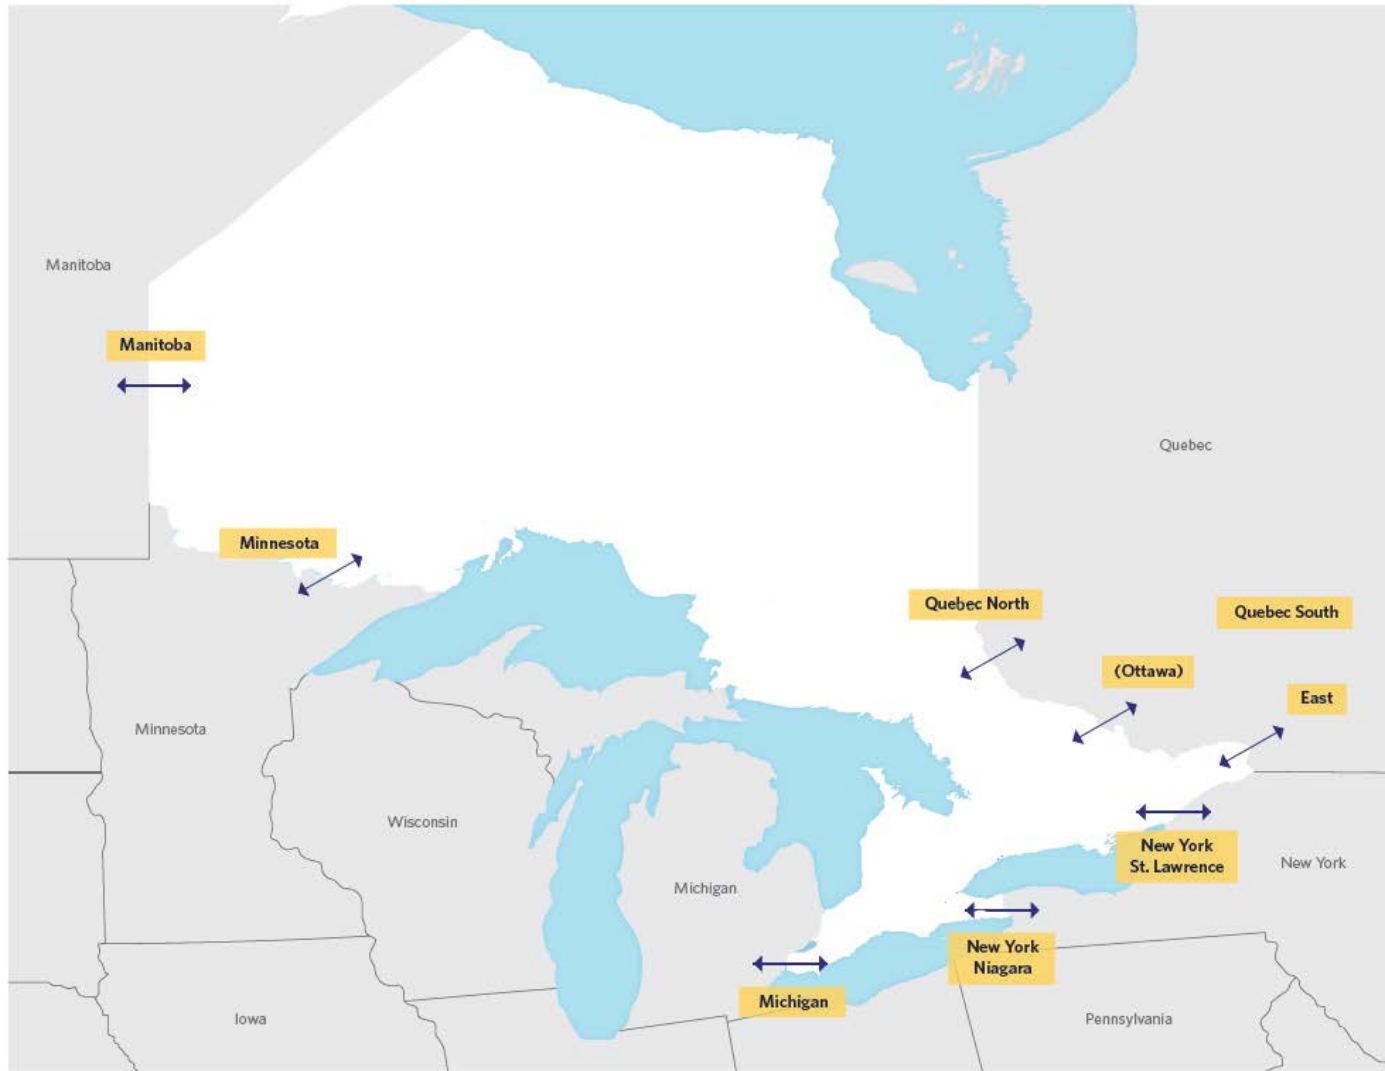 Manitoba
Manitoba
Quebec
Minnesota
Quebec North
Quebec South
(Ottawa)
East
Minnesota
Wisconsin
New York
St. Lawrence
New York
Michigan
New York
Niagara
Michigan
Iowa
Pennsylvania